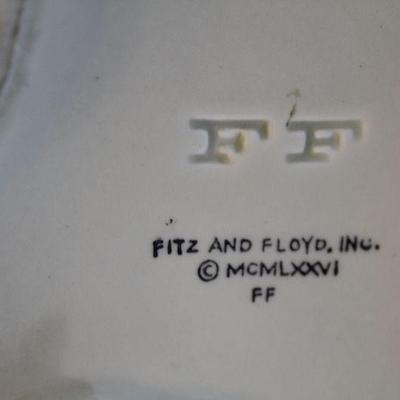 FF
FITZ AND FLOYD, INC.
© MCMLXXVI
FF